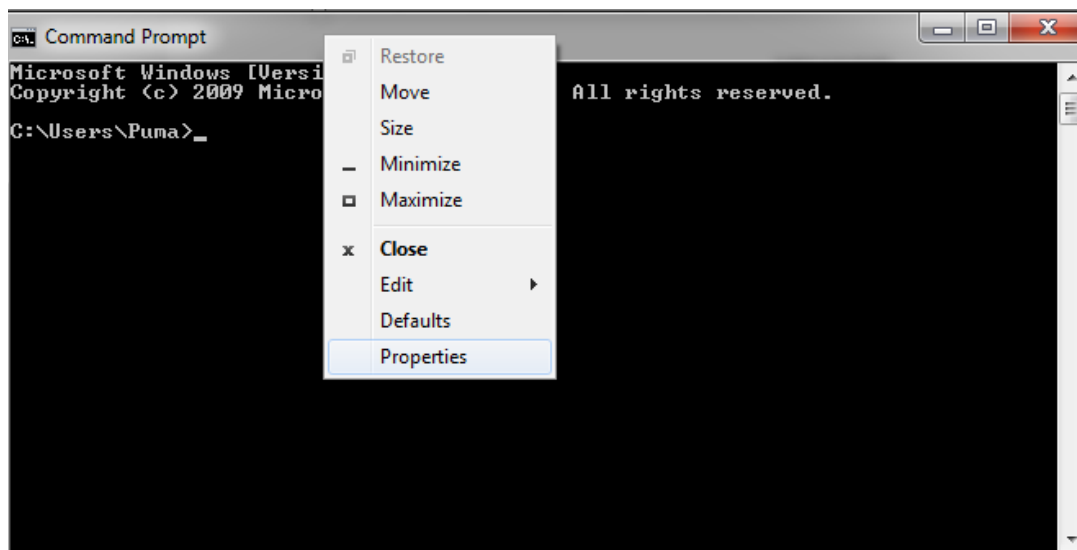 Command Prompt
Microsoft Windows [Versi
Copyright (c) 2009 Micro All rights reserved.
C:\Users\Puma>_
Restore
Move
Size
Minimize
Maximize
Close
Edit
Defaults
Properties